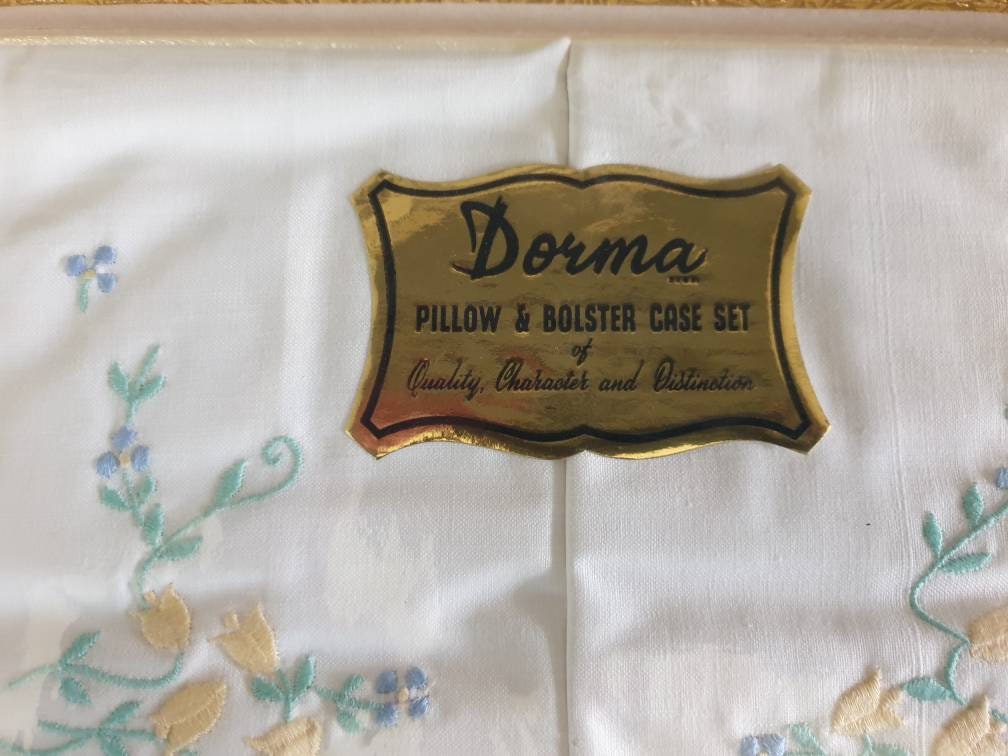 Dorma
PILLOW & BOLSTER CASE SET
of
Quality, Character and Distinction